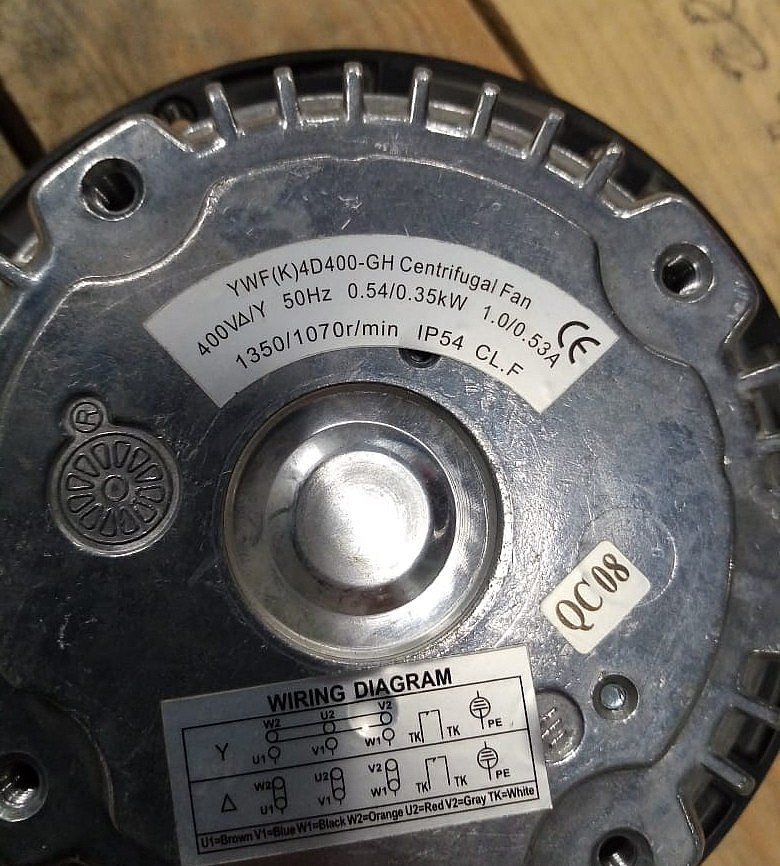 YWF(K)4D400-GH Centrifugal Fan
400VΔ/Y 50Hz 0.54/0.35kW 1.0/0.53A
1350/1070r/min IP54 CL.F
CE
R
QC 08
WIRING DIAGRAM
W2 U2 V2
Y U1 V1 W1 TK TK PE
W2 U2 V2
Δ U1 V1 W1 TK TK PE
U1=Brown V1=Blue W1=Black W2=Orange U2=Red V2=Gray TK=White